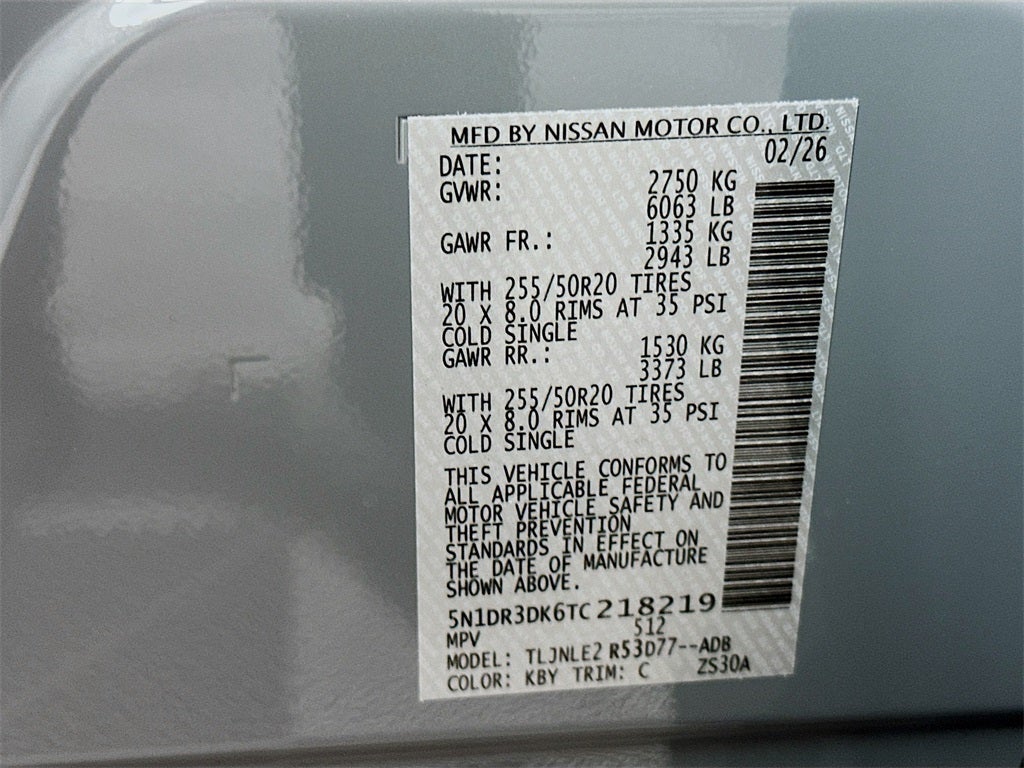 MFD BY NISSAN MOTOR CO., LTD.
DATE: 02/26
GVWR: 2750 KG
6063 LB
GAWR FR.: 1335 KG
2943 LB
WITH 255/50R20 TIRES
20 X 8.0 RIMS AT 35 PSI
COLD SINGLE
GAWR RR.: 1530 KG
3373 LB
WITH 255/50R20 TIRES
20 X 8.0 RIMS AT 35 PSI
COLD SINGLE
THIS VEHICLE CONFORMS TO
ALL APPLICABLE FEDERAL
MOTOR VEHICLE SAFETY AND
THEFT PREVENTION
STANDARDS IN EFFECT ON
THE DATE OF MANUFACTURE
SHOWN ABOVE.
5N1DR3DK6TC218219
MPV 512
MODEL: TLJNLE2 R53D77--ADB
COLOR: KBY TRIM: C ZS30A